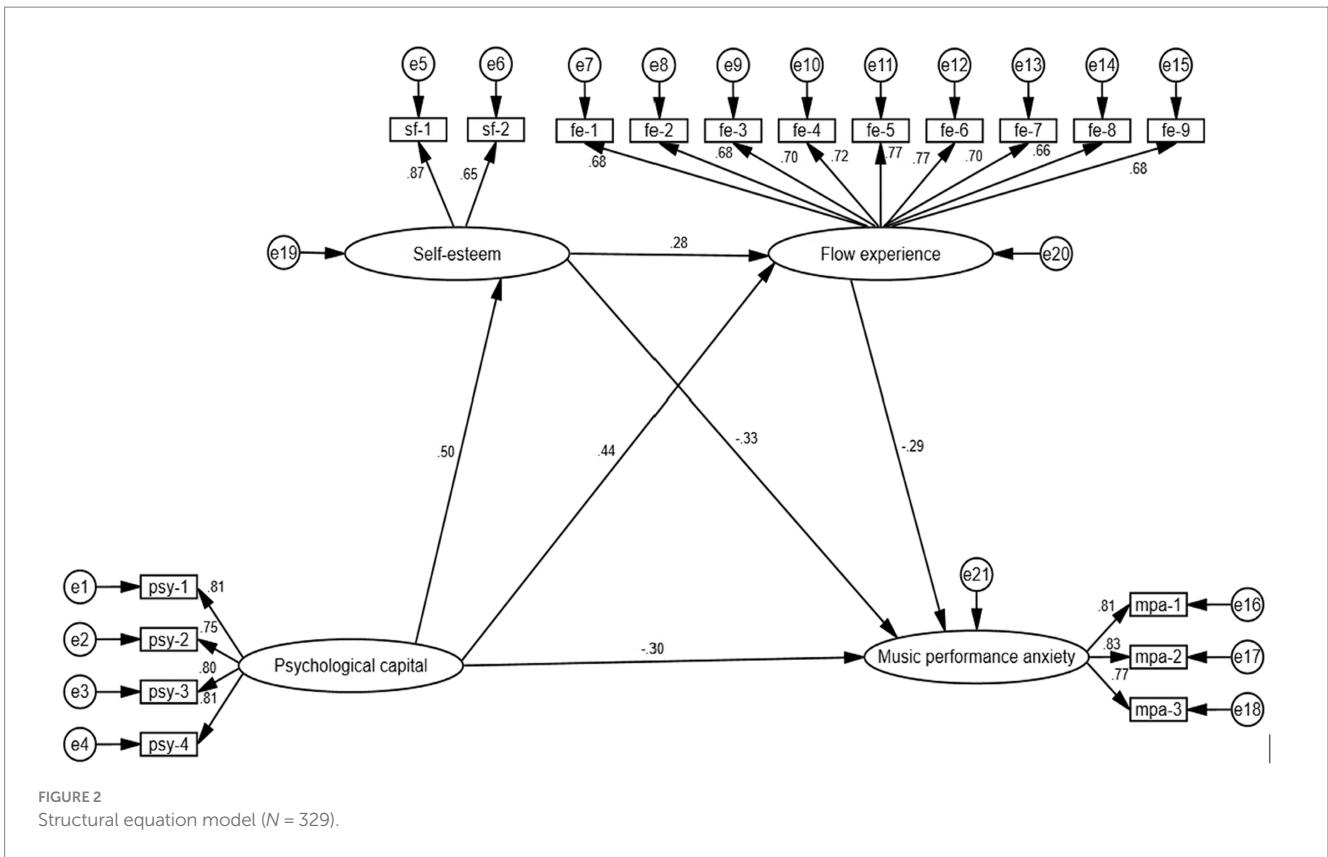 e5 e6 e7 e8 e9 e10 e11 e12 e13 e14 e15
sf-1 sf-2 fe-1 fe-2 fe-3 fe-4 fe-5 fe-6 fe-7 fe-8 fe-9
.87 .65 .68 .68 .70 .72 .77 .77 .70 .66 .68
e19 Self-esteem .28 Flow experience e20
.50 .44 -.33 -.29
e21
e1 psy-1 .81
e2 psy-2 .75
e3 psy-3 .80
e4 psy-4 .81
Psychological capital -.30 Music performance anxiety
.81 mpa-1 e16
.83 mpa-2 e17
.77 mpa-3 e18
FIGURE 2
Structural equation model (N = 329).